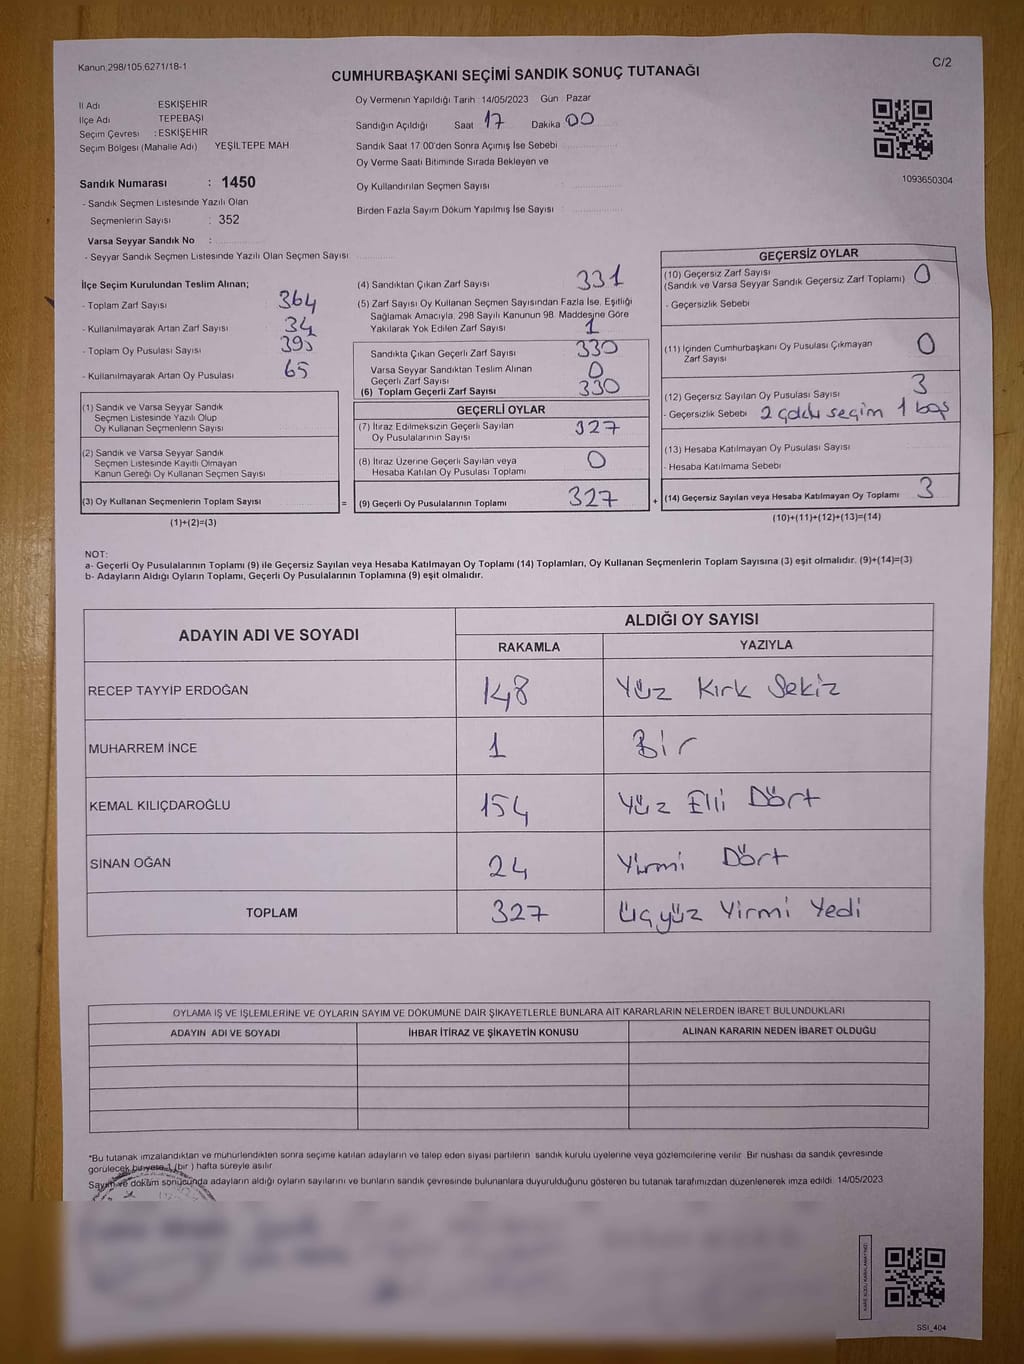 Kanun.298/105,6271/18-1
C/2
CUMHURBAŞKANI SEÇİMİ SANDIK SONUÇ TUTANAĞI
İl Adı ESKİŞEHİR
İlçe Adı TEPEBAŞI
Seçim Çevresi : ESKİŞEHİR
Seçim Bölgesi (Mahalle Adı) YEŞİLTEPE MAH.
Sandık Numarası : 1450
- Sandık Seçmen Listesinde Yazılı Olan
Seçmenlerin Sayısı : 352
Varsa Seyyar Sandık No :
- Seyyar Sandık Seçmen Listesinde Yazılı Olan Seçmen Sayısı
Oy Vermenin Yapıldığı Tarih 14/05/2023 Gün Pazar
Sandığın Açıldığı Saat 17 Dakika 00
Sandık Saat 17.00'den Sonra Açımış İse Sebebi
Oy Verme Saati Bitiminde Sırada Bekleyen ve
Oy Kullandırılan Seçmen Sayısı
Birden Fazla Sayım Döküm Yapılmış İse Sayısı
1093650304
İlçe Seçim Kurulundan Teslim Alınan;
- Toplam Zarf Sayısı 364
- Kullanılmayarak Artan Zarf Sayısı 34
- Toplam Oy Pusulası Sayısı 395
- Kullanılmayarak Artan Oy Pusulası 65
(1) Sandık ve Varsa Seyyar Sandık
Seçmen Listesinde Yazılı Olup
Oy Kullanan Seçmenlerin Sayısı
(2) Sandık ve Varsa Seyyar Sandık
Seçmen Listesinde Kayıtlı Olmayan
Kanun Gereği Oy Kullanan Seçmen Sayısı
(3) Oy Kullanan Seçmenlerin Toplam Sayısı =
(1)+(2)=(3)
(4) Sandıktan Çıkan Zarf Sayısı 331
(5) Zarf Sayısı Oy Kullanan Seçmen Sayısından Fazla İse, Eşitliği
Sağlamak Amacıyla, 298 Sayılı Kanunun 98. Maddesine Göre
Yakılarak Yok Edilen Zarf Sayısı 1
Sandıkta Çıkan Geçerli Zarf Sayısı 330
Varsa Seyyar Sandıktan Teslim Alınan
Geçerli Zarf Sayısı 0
(6) Toplam Geçerli Zarf Sayısı 330
GEÇERLİ OYLAR
(7) İtiraz Edilmeksizin Geçerli Sayılan
Oy Pusulalarının Sayısı 327
(8) İtiraz Üzerine Geçerli Sayılan veya
Hesaba Katılan Oy Pusulası Toplamı 0
(9) Geçerli Oy Pusulalarının Toplamı 327 +
GEÇERSİZ OYLAR
(10) Geçersiz Zarf Sayısı
(Sandık ve Varsa Seyyar Sandık Geçersiz Zarf Toplamı) 0
- Geçersizlik Sebebi
(11) İçinden Cumhurbaşkanı Oy Pusulası Çıkmayan
Zarf Sayısı 0
(12) Geçersiz Sayılan Oy Pusulası Sayısı 3
- Geçersizlik Sebebi 2 çoklu seçim 1 boş
(13) Hesaba Katılmayan Oy Pusulası Sayısı
- Hesaba Katılmama Sebebi
(14) Geçersiz Sayılan veya Hesaba Katılmayan Oy Toplamı 3
(10)+(11)+(12)+(13)=(14)
NOT:
a- Geçerli Oy Pusulalarının Toplamı (9) ile Geçersiz Sayılan veya Hesaba Katılmayan Oy Toplamı (14) Toplamları, Oy Kullanan Seçmenlerin Toplam Sayısına (3) eşit olmalıdır. (9)+(14)=(3)
b- Adayların Aldığı Oyların Toplamı, Geçerli Oy Pusulalarının Toplamına (9) eşit olmalıdır.
ADAYIN ADI VE SOYADI ALDIĞI OY SAYISI
RAKAMLA YAZIYLA
RECEP TAYYİP ERDOĞAN 148 Yüz Kırk Sekiz
MUHARREM İNCE 1 Bir
KEMAL KILIÇDAROĞLU 154 Yüz Elli Dört
SİNAN OĞAN 24 Yirmi Dört
TOPLAM 327 Üçyüz Yirmi Yedi
OYLAMA İŞ VE İŞLEMLERİNE VE OYLARIN SAYIM VE DÖKÜMÜNE DAİR ŞİKAYETLERLE BUNLARA AİT KARARLARIN NELERDEN İBARET BULUNDUKLARI
ADAYIN ADI VE SOYADI İHBAR İTİRAZ VE ŞİKAYETİN KONUSU ALINAN KARARIN NEDEN İBARET OLDUĞU
*Bu tutanak imzalandıktan ve mühürlendikten sonra seçime katılan adayların ve talep eden siyasi partilerin sandık kurulu üyelerine veya gözlemcilerine verilir. Bir nüshası da sandık çevresinde
görülecek bir yere 1 (bir) hafta süreyle asılır.
Sayım ve döküm sonucunda adayların aldığı oyların sayılarını ve bunların sandık çevresinde bulunanlara duyurulduğunu gösteren bu tutanak tarafımızdan düzenlenerek imza edildi. 14/05/2023
SSI_404